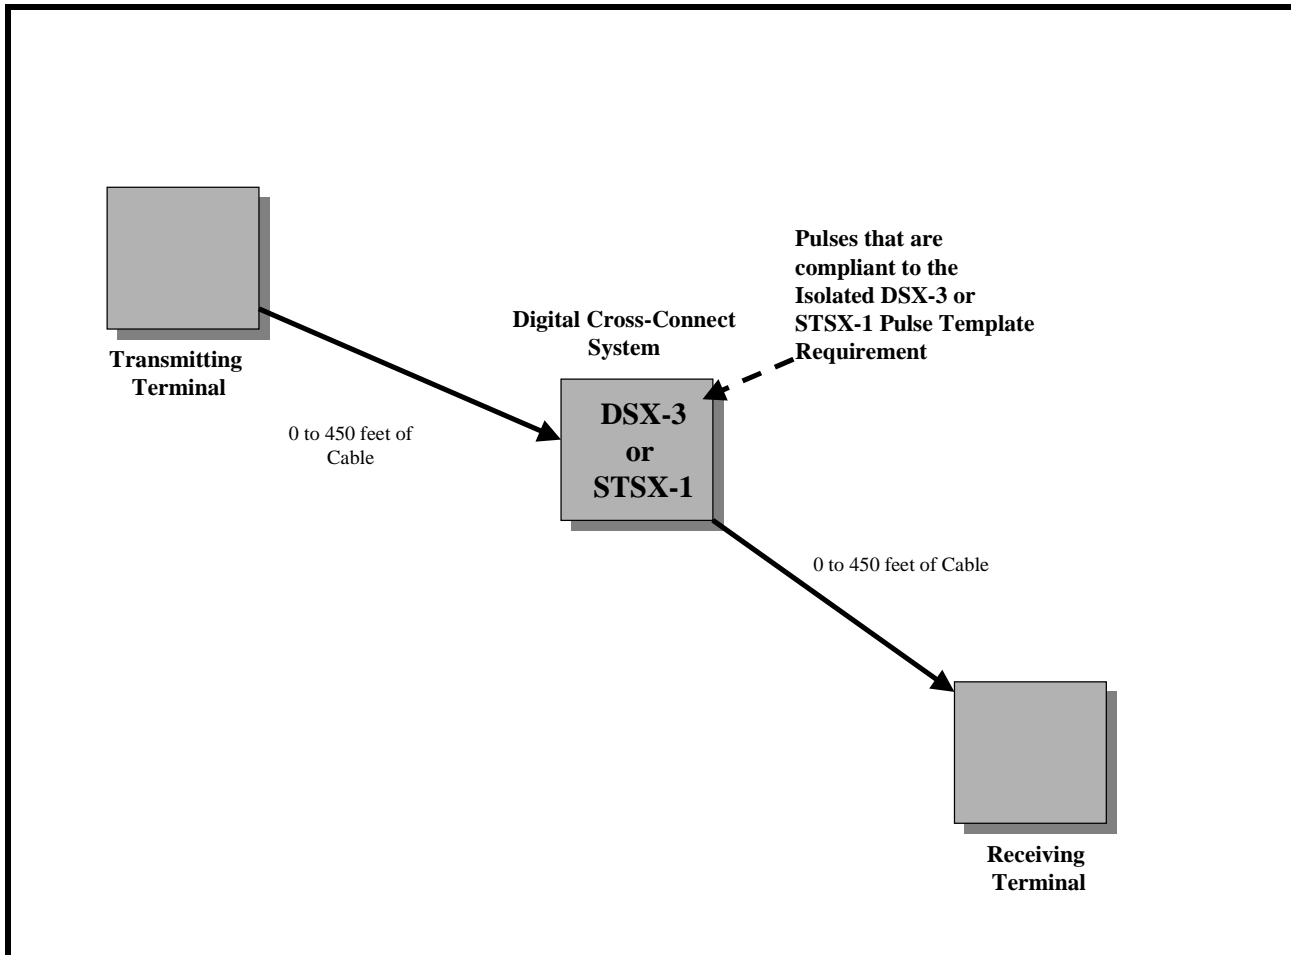 Pulses that are
compliant to the
Isolated DSX-3 or
STSX-1 Pulse Template
Requirement
Digital Cross-Connect
System
Transmitting
Terminal
DSX-3
or
STSX-1
0 to 450 feet of
Cable
0 to 450 feet of Cable
Receiving
Terminal